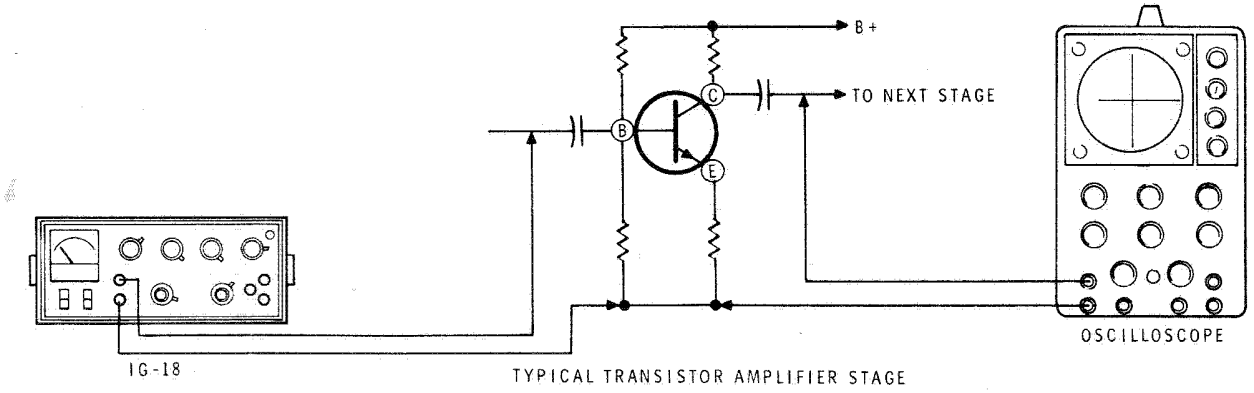 B+
C
TO NEXT STAGE
B
E
IG-18
OSCILLOSCOPE
TYPICAL TRANSISTOR AMPLIFIER STAGE